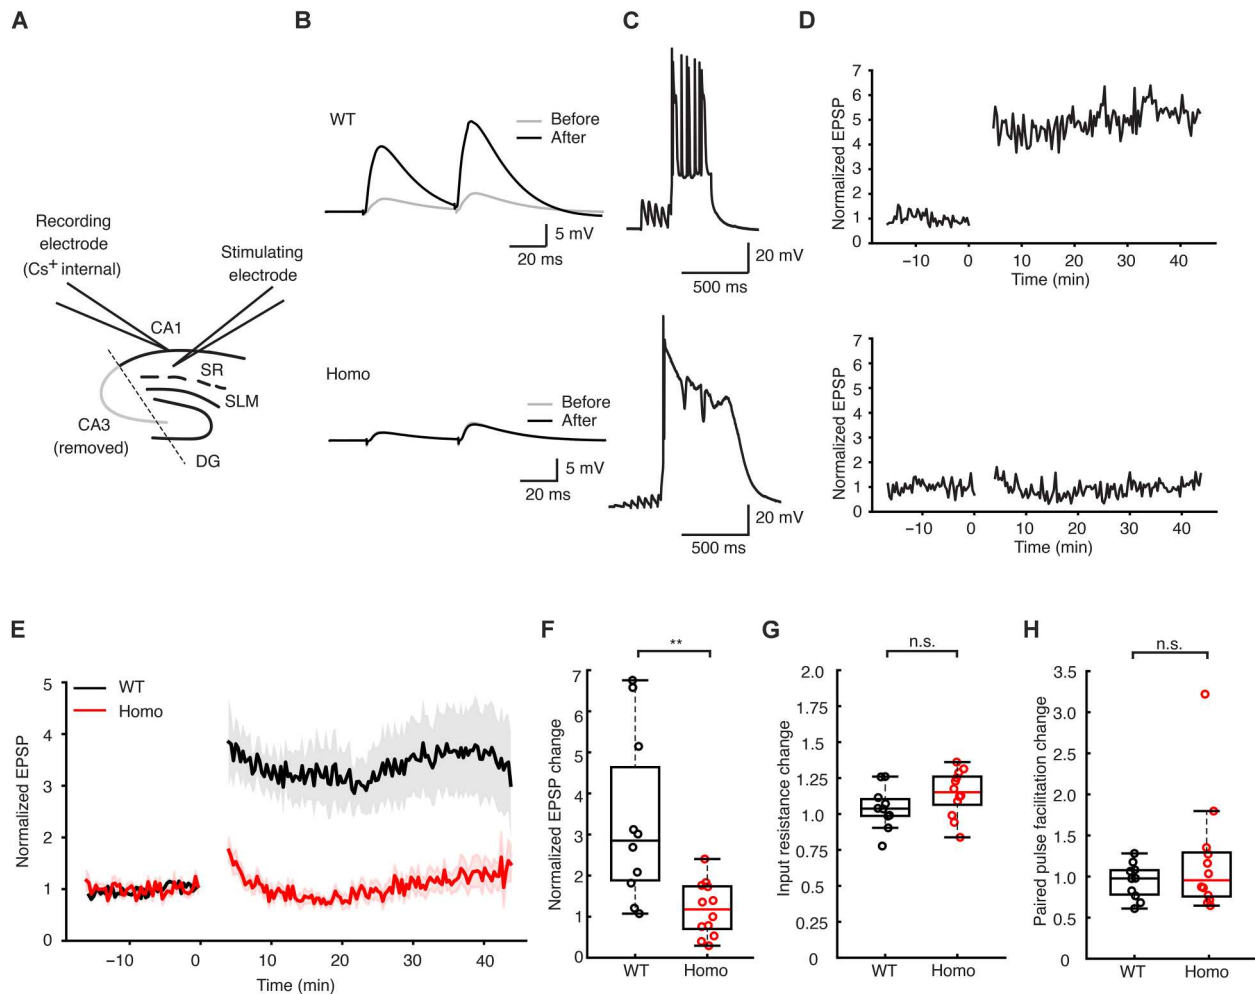 A
Recording
electrode
(Cs+ internal)
Stimulating
electrode
CA1
SR
SLM
CA3
(removed)
DG
B
WT
Before
After
5 mV
20 ms
Homo
Before
After
5 mV
20 ms
C
20 mV
500 ms
20 mV
500 ms
D
Normalized EPSP
7
6
5
4
3
2
1
0
−10 0 10 20 30 40
Time (min)
Normalized EPSP
7
6
5
4
3
2
1
0
−10 0 10 20 30 40
Time (min)
E
WT
Homo
Normalized EPSP
5
4
3
2
1
0
−10 0 10 20 30 40
Time (min)
F
**
Normalized EPSP change
7
6
5
4
3
2
1
0
WT Homo
G
n.s.
Input resistance change
2.0
1.75
1.5
1.25
1.0
0.75
0.5
0.25
0
WT Homo
H
n.s.
Paired pulse facilitation change
3.5
3.0
2.5
2.0
1.5
1.0
0.5
0
WT Homo